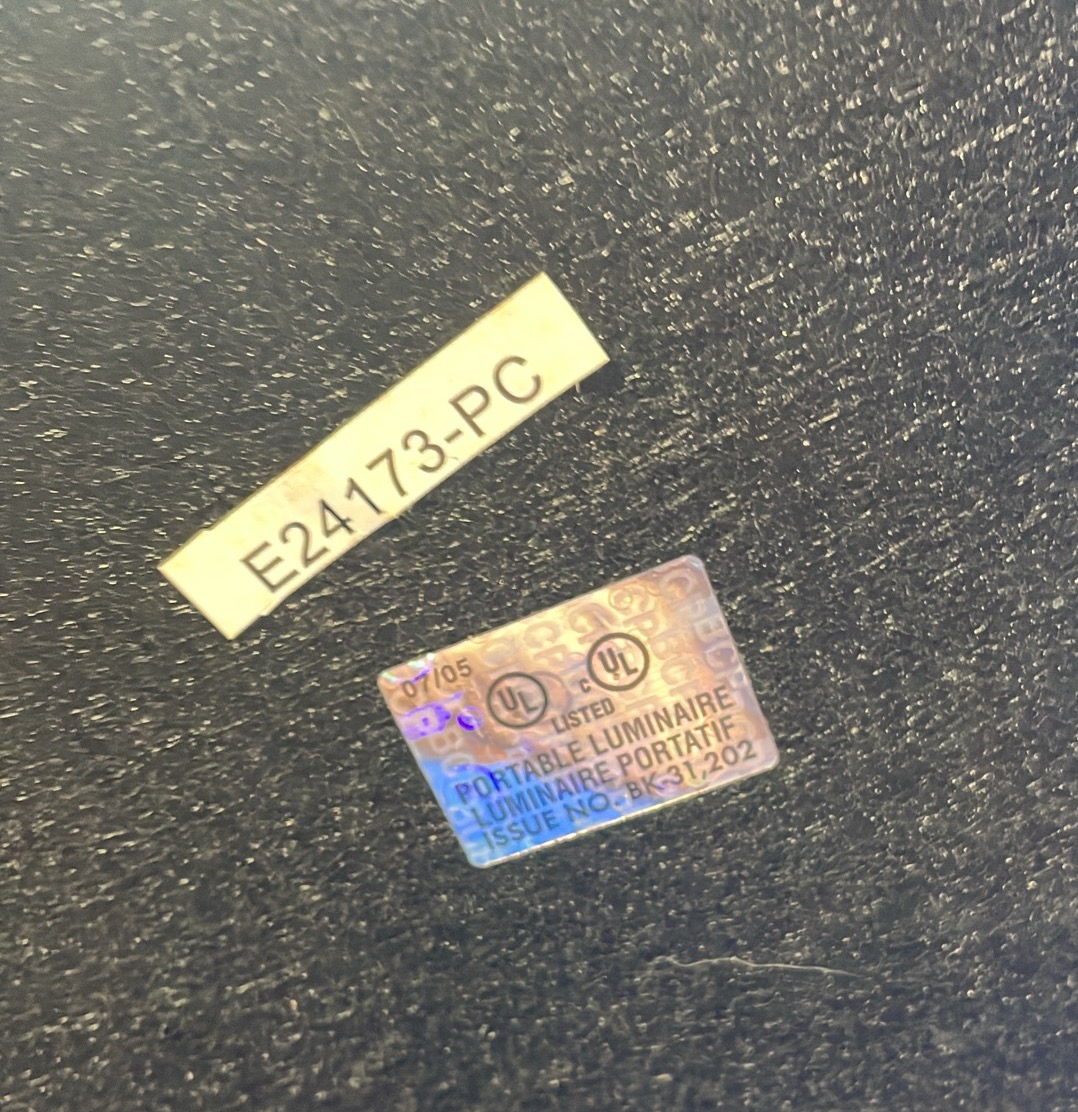 E24173-PC
07/05
UL
C UL
LISTED
PORTABLE LUMINAIRE
LUMINAIRE PORTATIF
ISSUE NO. BK-31,202